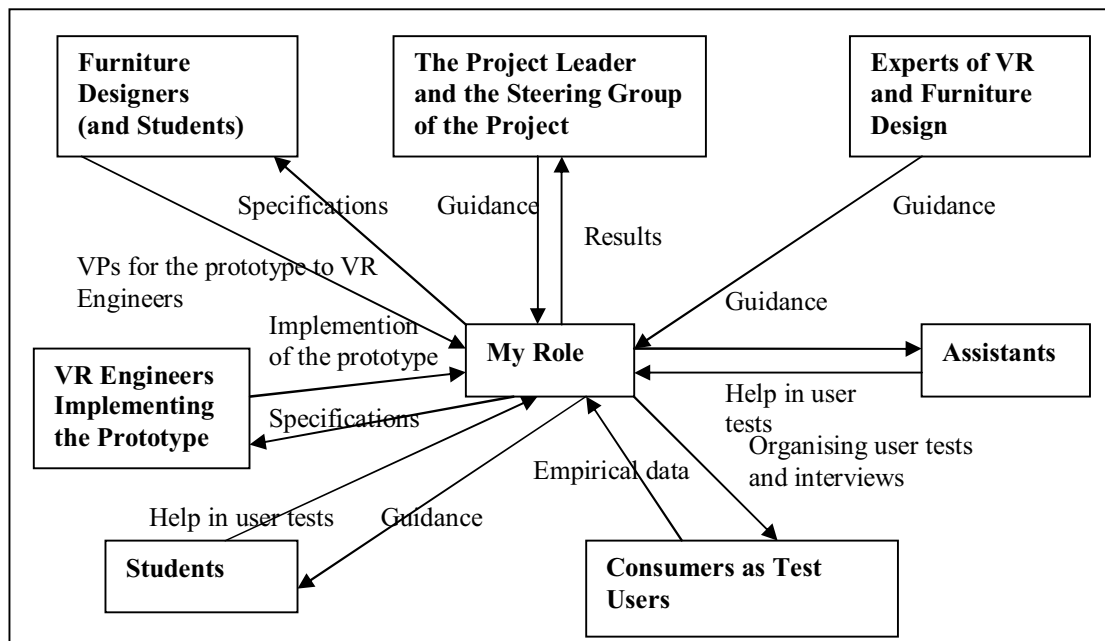 Furniture
Designers
(and Students)
The Project Leader
and the Steering Group
of the Project
Experts of VR
and Furniture
Design
Specifications
Guidance
Guidance
Results
VPs for the prototype to VR
Engineers
Guidance
Implemention
of the prototype
My Role
Assistants
VR Engineers
Implementing
the Prototype
Specifications
Help in user
tests
Organising user tests
and interviews
Empirical data
Help in user tests
Guidance
Students
Consumers as Test
Users